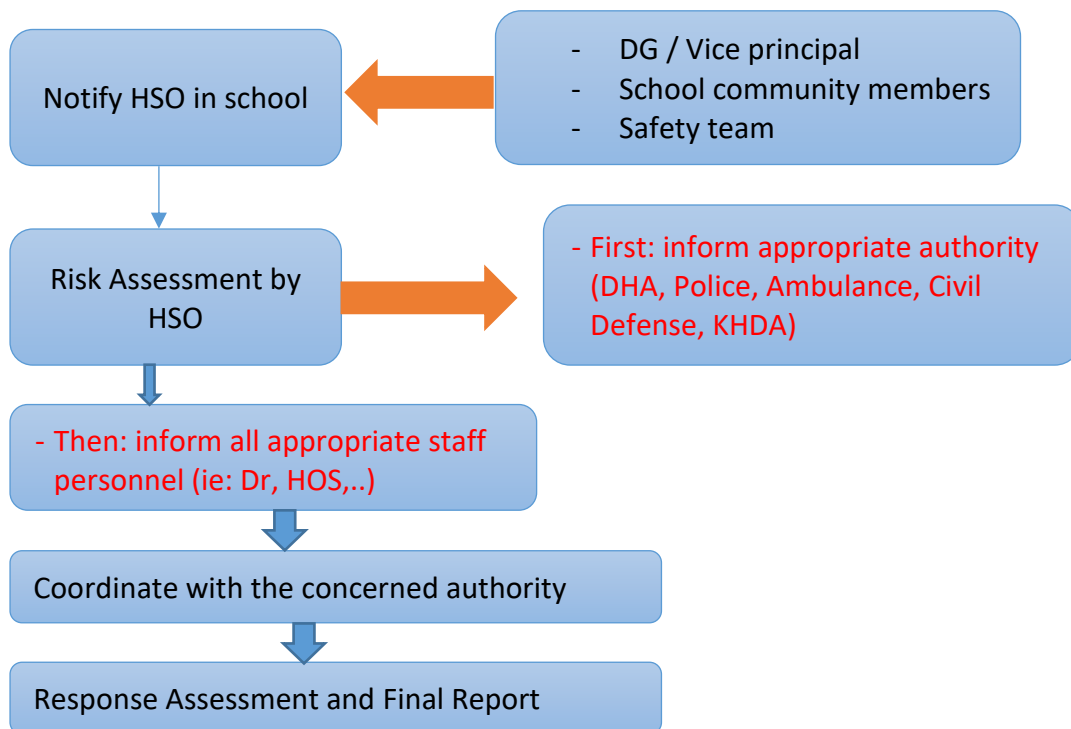 Notify HSO in school
- DG / Vice principal
- School community members
- Safety team
Risk Assessment by
HSO
- First: inform appropriate authority
(DHA, Police, Ambulance, Civil
Defense, KHDA)
- Then: inform all appropriate staff
personnel (ie: Dr, HOS,..)
Coordinate with the concerned authority
Response Assessment and Final Report